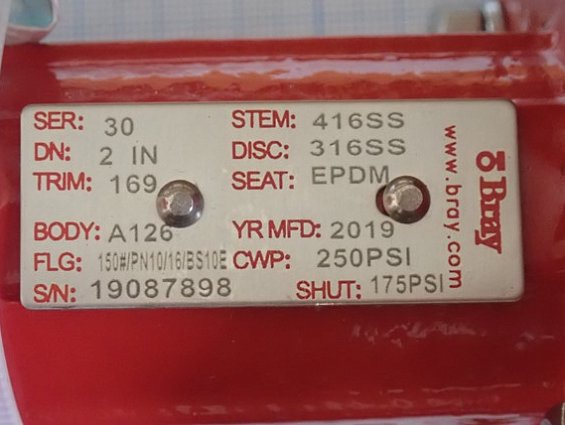 SER: 30
DN: 2 IN
TRIM: 169
BODY: A126
FLG: 150#/PN10/16/BS10E
S/N: 19087898
STEM: 416SS
DISC: 316SS
SEAT: EPDM
YR MFD: 2019
CWP: 250PSI
SHUT: 175PSI
www.bray.com
Bray